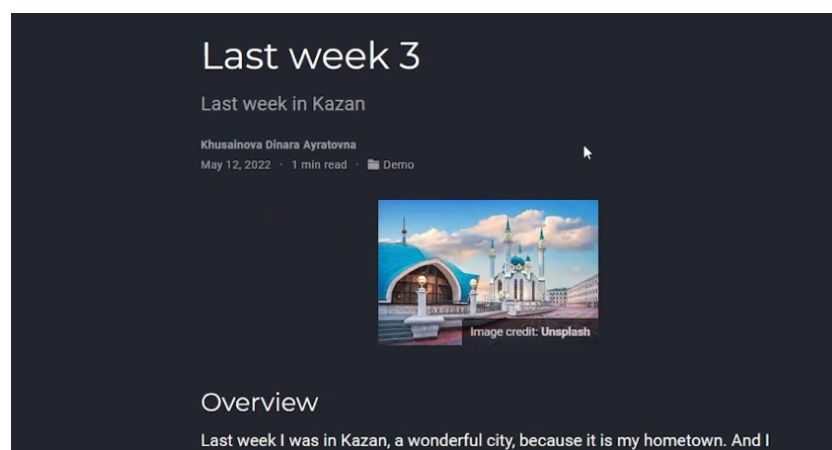 Last week 3
Last week in Kazan
Khusainova Dinara Ayratovna
May 12, 2022 · 1 min read · Demo
Image credit: Unsplash
Overview
Last week I was in Kazan, a wonderful city, because it is my hometown. And I